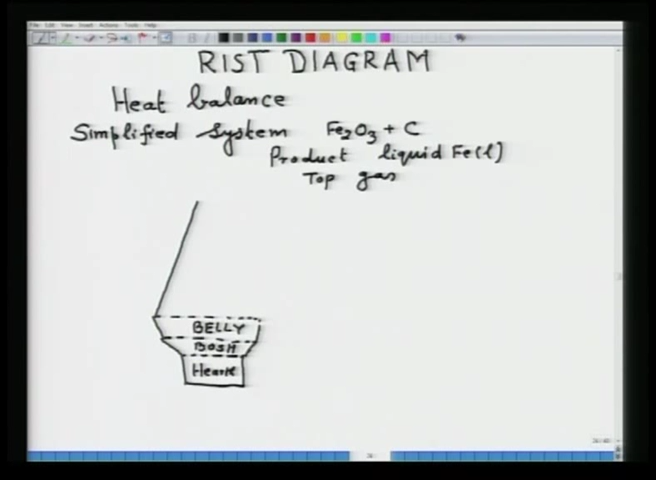 RIST DIAGRAM
Heat balance
Simplified System Fe2O3 + C
Product liquid Fe(l)
Top gas
BELLY
BOSH
Hearth